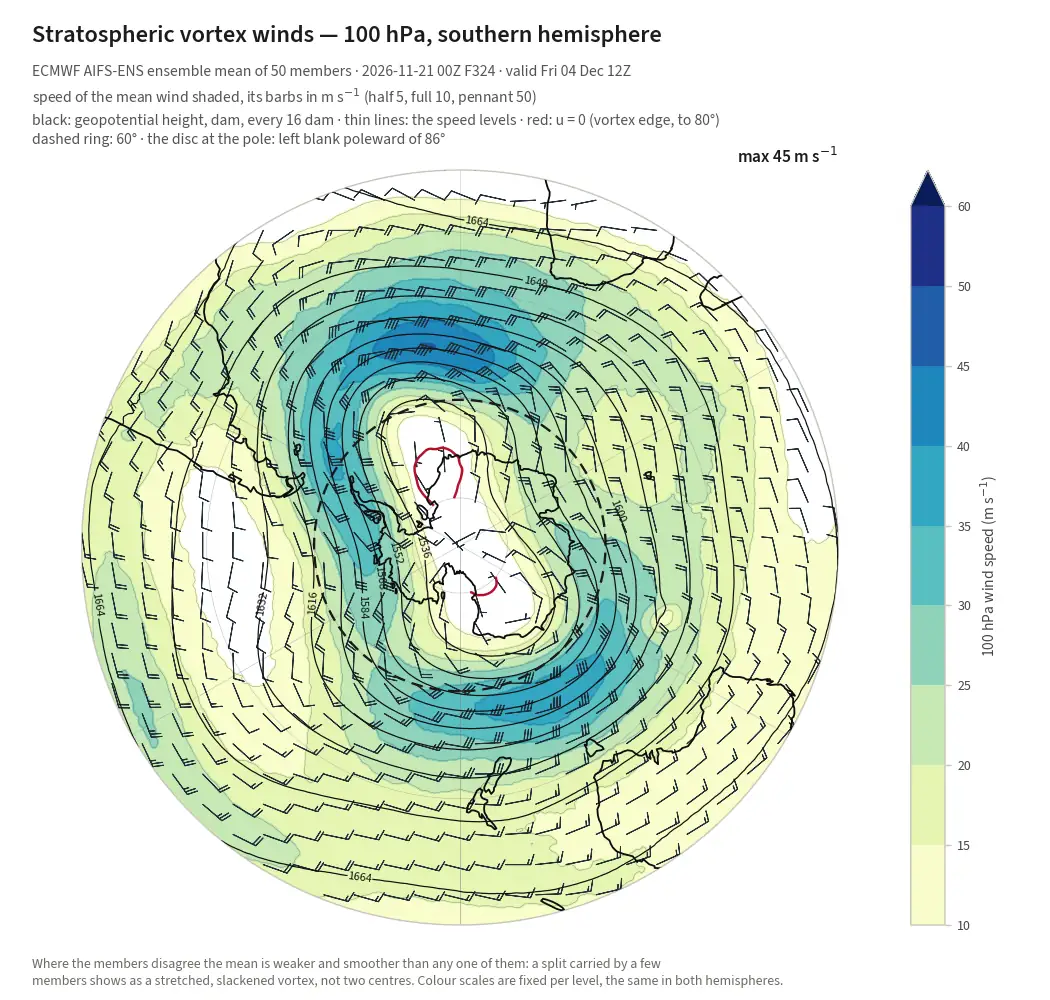 Stratospheric vortex winds — 100 hPa, southern hemisphere
ECMWF AIFS-ENS ensemble mean of 50 members · 2026-11-21 00Z F324 · valid Fri 04 Dec 12Z
speed of the mean wind shaded, its barbs in m s⁻¹ (half 5, full 10, pennant 50)
black: geopotential height, dam, every 16 dam · thin lines: the speed levels · red: u = 0 (vortex edge, to 80°)
dashed ring: 60° · the disc at the pole: left blank poleward of 86°
max 45 m s⁻¹
1664
1648
1600
1536
1552
1568
1584
1616
1632
1664
1664
60
50
45
40
35
30
25
20
15
10
100 hPa wind speed (m s⁻¹)
Where the members disagree the mean is weaker and smoother than any one of them: a split carried by a few
members shows as a stretched, slackened vortex, not two centres. Colour scales are fixed per level, the same in both hemispheres.